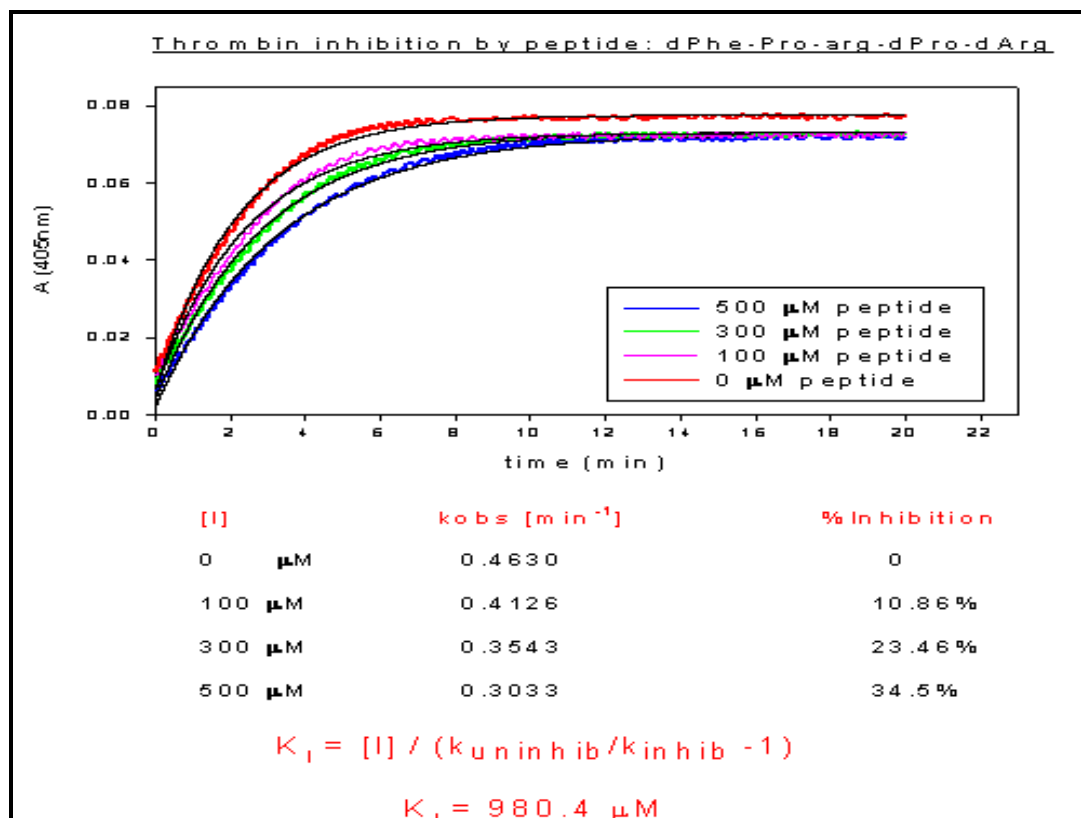 Thrombin inhibition by peptide: dPhe-Pro-arg-dPro-dArg
A (405nm)
0.08
0.06
0.04
0.02
0.00
0 2 4 6 8 10 12 14 16 18 20 22
time (min)
500 μM peptide
300 μM peptide
100 μM peptide
0 μM peptide
[I] kobs [min⁻¹] %Inhibition
0 μM 0.4630 0
100 μM 0.4126 10.86%
300 μM 0.3543 23.46%
500 μM 0.3033 34.5%
K_I = [I] / (k_uninhib/k_inhib -1)
K_I = 980.4 μM